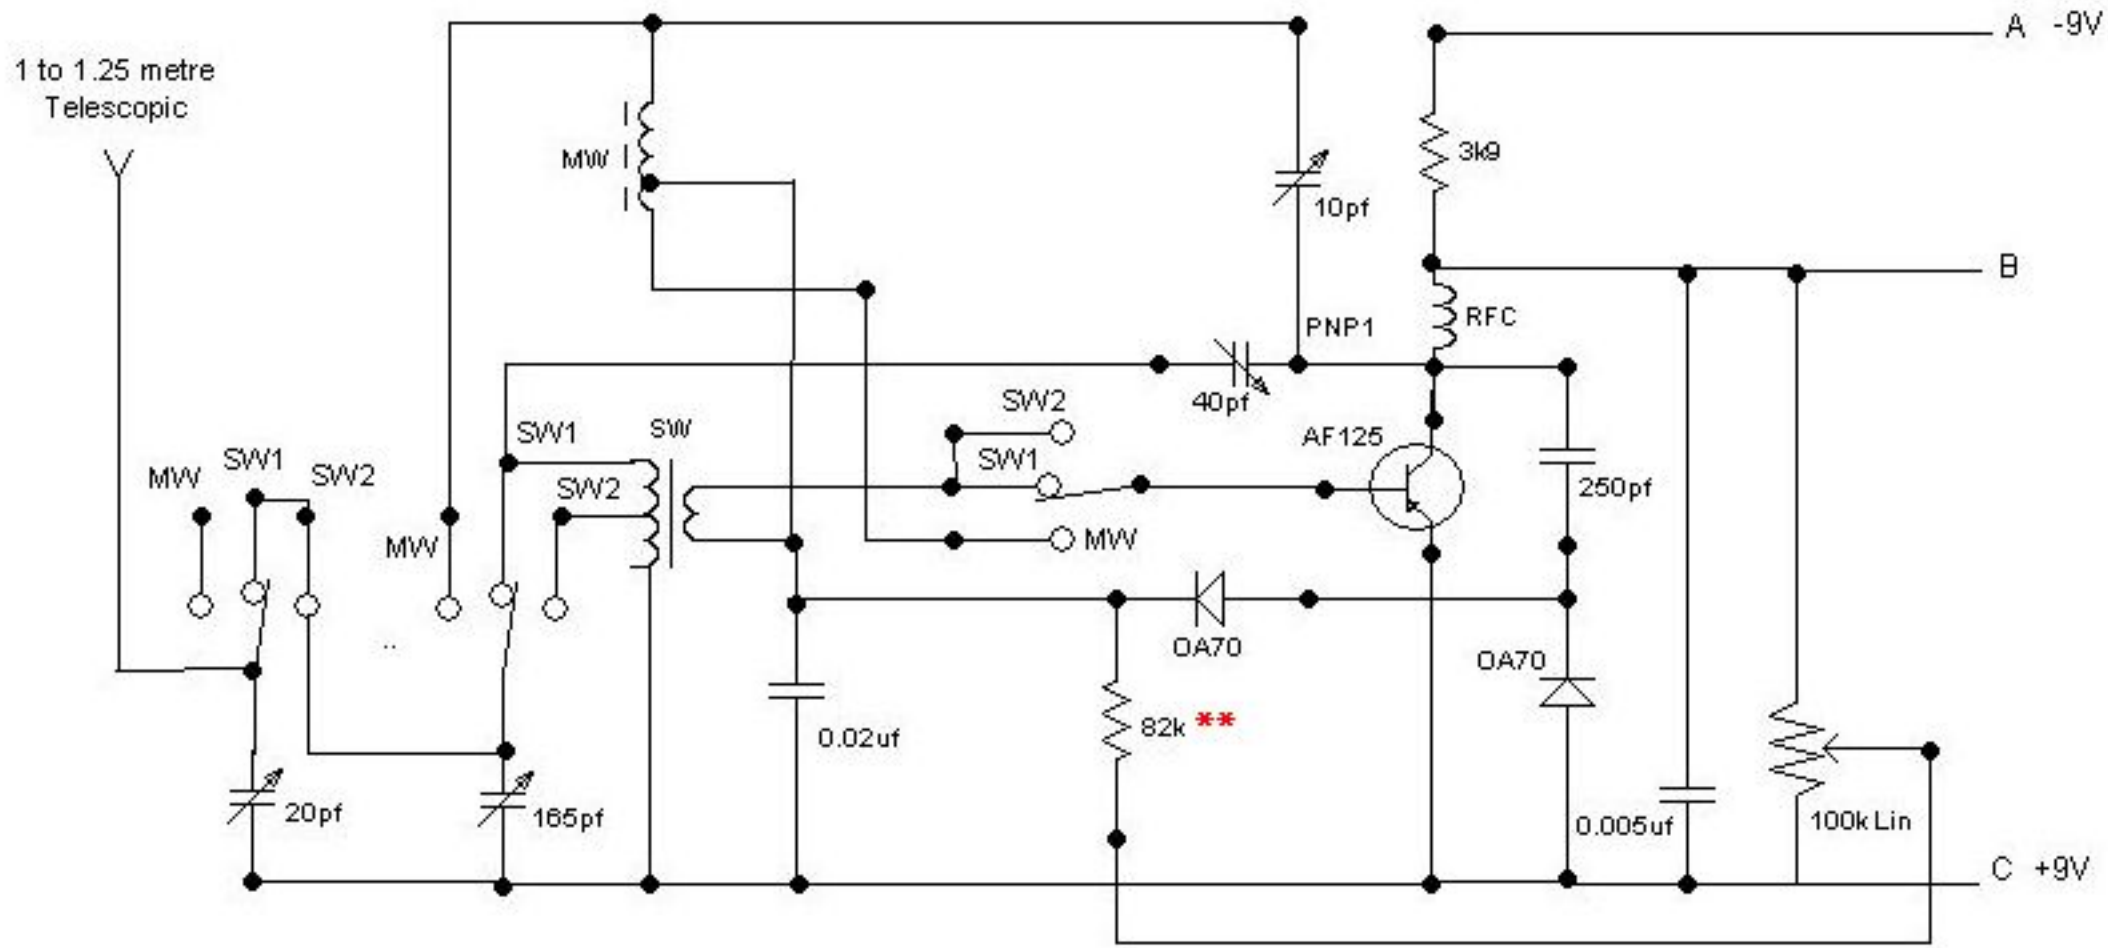 A -9V
1 to 1.25 metre
Telescopic
MW
3k9
10pf
B
RFC
PNP1
40pf
SW2
SW1
SW
AF125
SW1
MW
SW1
SW2
SW2
250pf
MW
MW
..
OA70
OA70
82k **
0.02uf
20pf
165pf
0.005uf
100k Lin
C +9V